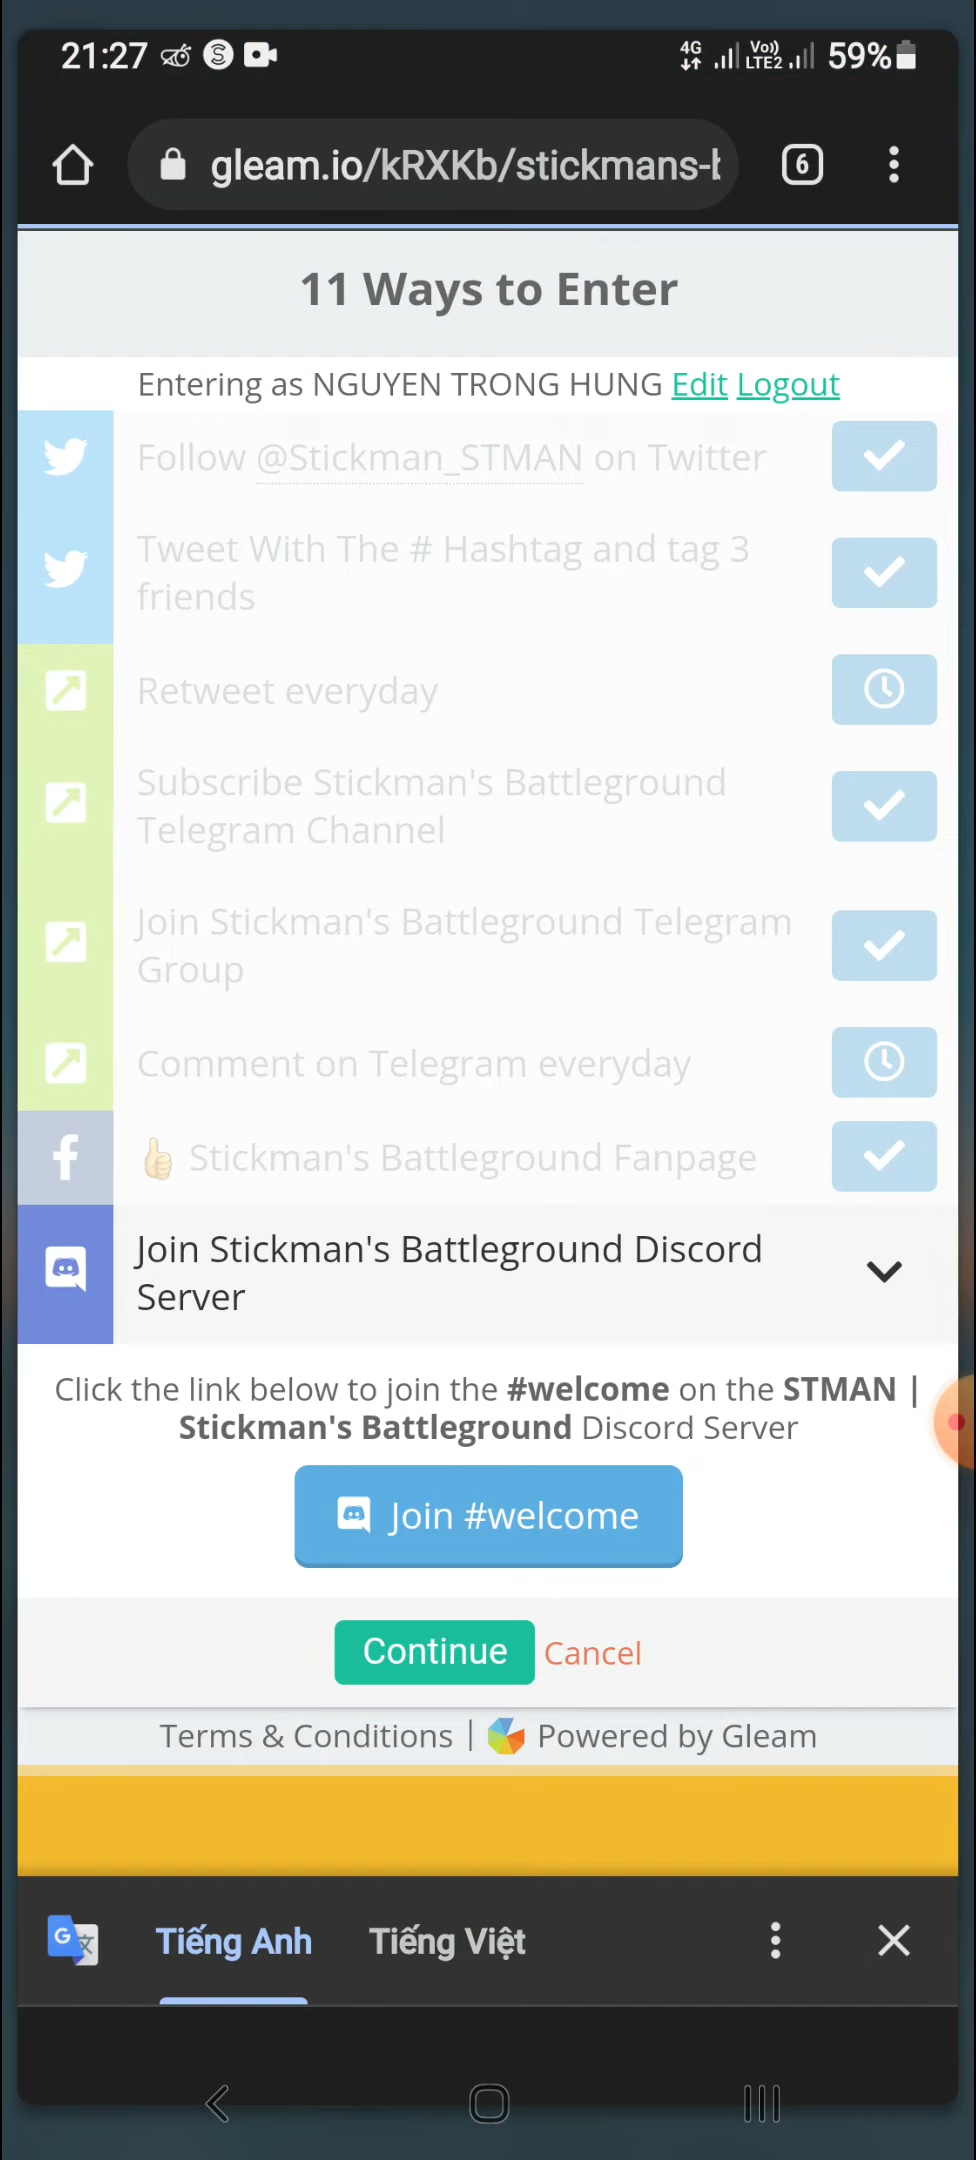 21:27
4G Vo)) LTE2 59%
gleam.io/kRXKb/stickmans-b
6
11 Ways to Enter
Entering as NGUYEN TRONG HUNG Edit Logout
Follow @Stickman_STMAN on Twitter
Tweet With The # Hashtag and tag 3
friends
Retweet everyday
Subscribe Stickman's Battleground
Telegram Channel
Join Stickman's Battleground Telegram
Group
Comment on Telegram everyday
👍 Stickman's Battleground Fanpage
Join Stickman's Battleground Discord
Server
Click the link below to join the #welcome on the STMAN |
Stickman's Battleground Discord Server
Join #welcome
Continue Cancel
Terms & Conditions | Powered by Gleam
Tiếng Anh Tiếng Việt